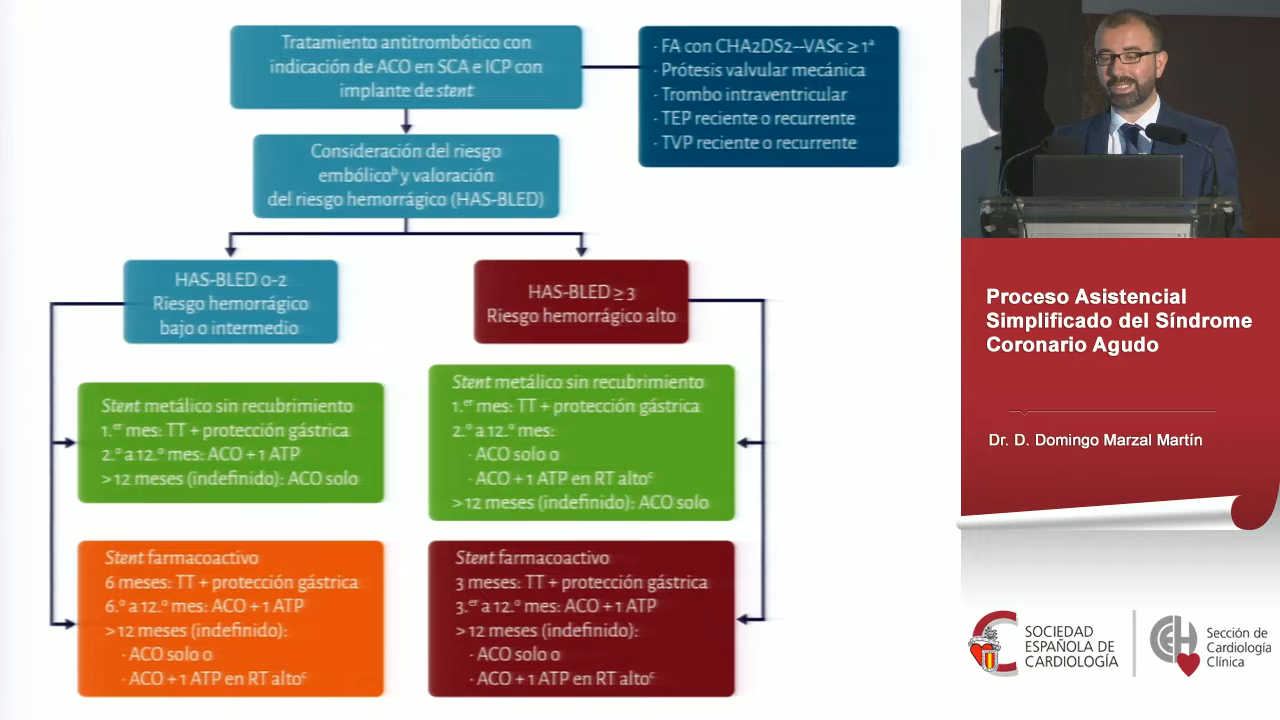 Tratamiento antitrombótico con
indicación de ACO en SCA e ICP con
implante de stent
· FA con CHA2DS2--VASc ≥ 1ª
· Prótesis valvular mecánica
· Trombo intraventricular
· TEP reciente o recurrente
· TVP reciente o recurrente
Consideración del riesgo
embólicoᵇ y valoración
del riesgo hemorrágico (HAS-BLED)
HAS-BLED 0-2
Riesgo hemorrágico
bajo o intermedio
HAS-BLED ≥ 3
Riesgo hemorrágico alto
Stent metálico sin recubrimiento
1.ᵉʳ mes: TT + protección gástrica
2.º a 12.º mes: ACO + 1 ATP
> 12 meses (indefinido): ACO solo
Stent metálico sin recubrimiento
1.ᵉʳ mes: TT + protección gástrica
2.º a 12.º mes:
· ACO solo o
· ACO + 1 ATP en RT altoᶜ
> 12 meses (indefinido): ACO solo
Stent farmacoactivo
6 meses: TT + protección gástrica
6.º a 12.º mes: ACO + 1 ATP
> 12 meses (indefinido):
· ACO solo o
· ACO + 1 ATP en RT altoᶜ
Stent farmacoactivo
3 meses: TT + protección gástrica
3.ᵉʳ a 12.º mes: ACO + 1 ATP
> 12 meses (indefinido):
· ACO solo o
· ACO + 1 ATP en RT altoᶜ
Proceso Asistencial
Simplificado del Síndrome
Coronario Agudo
Dr. D. Domingo Marzal Martín
SOCIEDAD
ESPAÑOLA DE
CARDIOLOGÍA
Sección de
Cardiología
Clínica